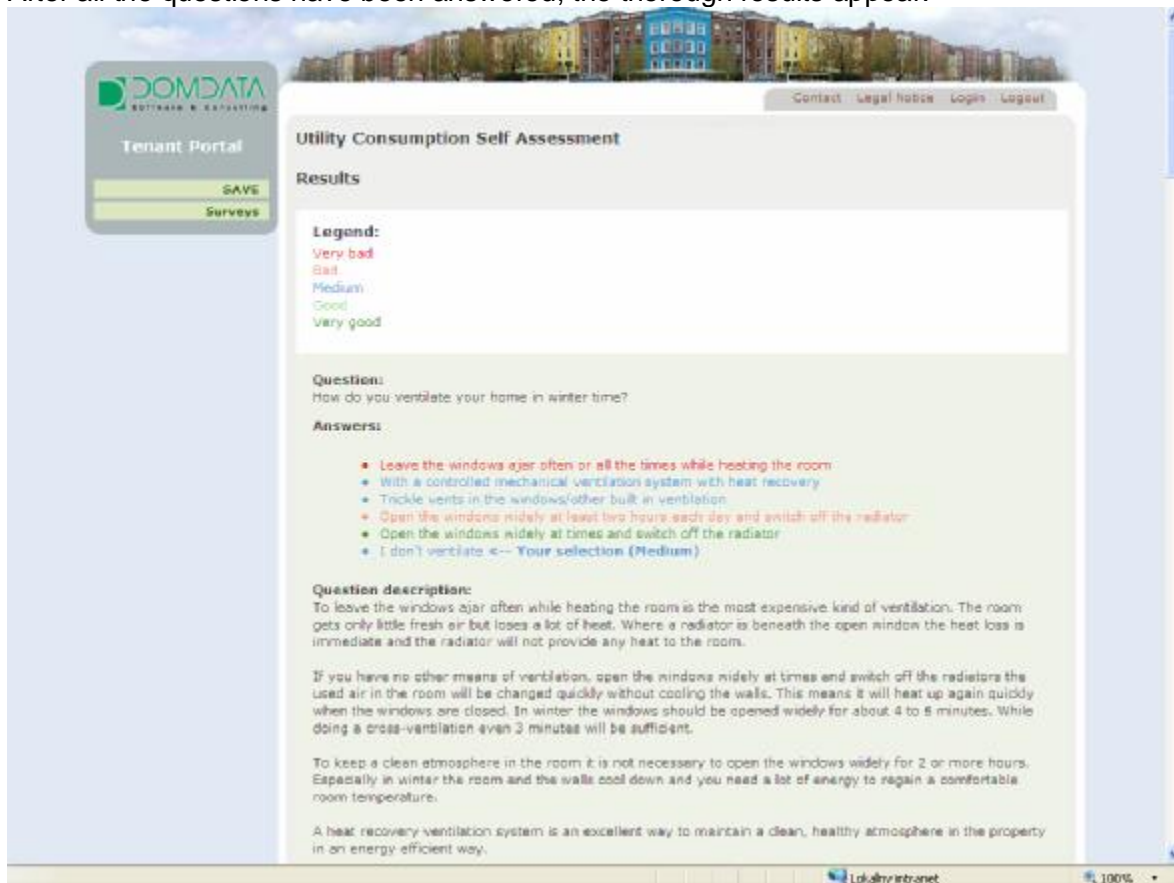 After all the questions have been answered, the thorough results appear.
DOMDATA
Software & Consulting
Contact Legal Notice Login Logout
Tenant Portal
SAVE
Surveys
Utility Consumption Self Assessment
Results
Legend:
Very bad
Bad
Medium
Good
Very good
Question:
How do you ventilate your home in winter time?
Answers:
Leave the windows ajar often or all the times while heating the room
With a controlled mechanical ventilation system with heat recovery
Trickle vents in the windows/other built in ventilation
Open the windows widely at least two hours each day and switch off the radiator
Open the windows widely at times and switch off the radiator
I don't ventilate <-- Your selection (Medium)
Question description:
To leave the windows ajar often while heating the room is the most expensive kind of ventilation. The room
gets only little fresh air but loses a lot of heat. Where a radiator is beneath the open window the heat loss is
immediate and the radiator will not provide any heat to the room.
If you have no other means of ventilation, open the windows widely at times and switch off the radiators the
used air in the room will be changed quickly without cooling the walls. This means it will heat up again quickly
when the windows are closed. In winter the windows should be opened widely for about 4 to 6 minutes. While
doing a cross-ventilation even 3 minutes will be sufficient.
To keep a clean atmosphere in the room it is not necessary to open the windows widely for 2 or more hours.
Especially in winter the room and the walls cool down and you need a lot of energy to regain a comfortable
room temperature.
A heat recovery ventilation system is an excellent way to maintain a clean, healthy atmosphere in the property
in an energy efficient way.
Lokalny intranet
100%